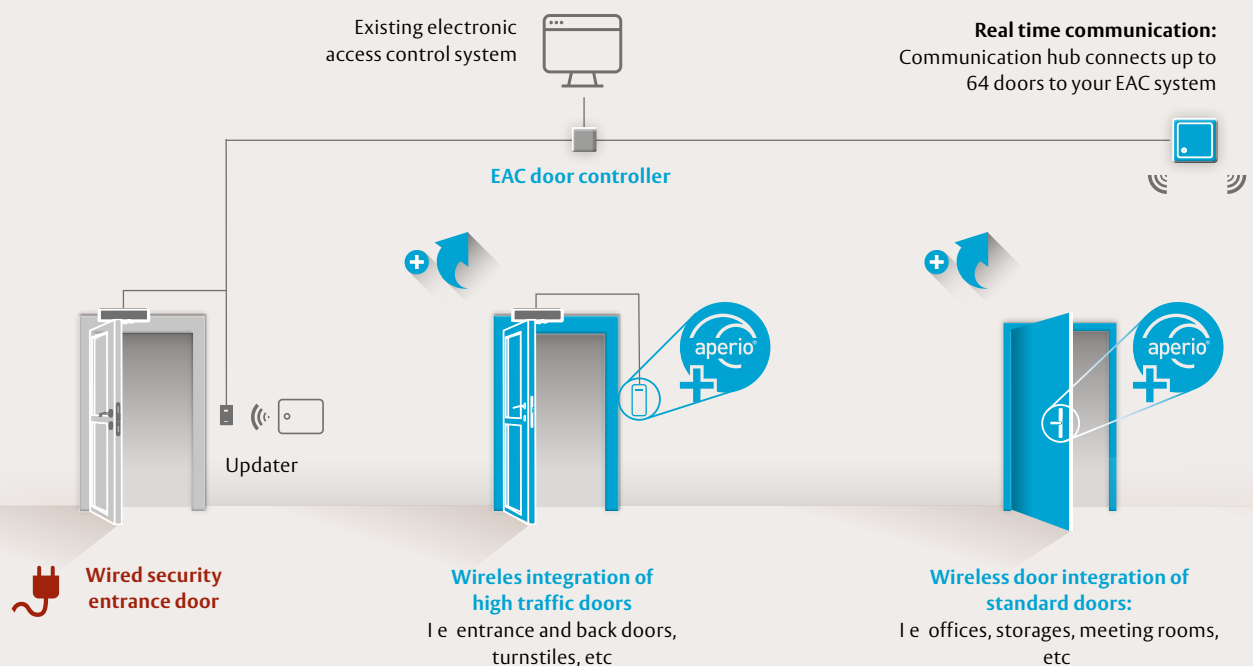 Existing electronic
access control system
Real time communication:
Communication hub connects up to
64 doors to your EAC system
EAC door controller
aperio®
aperio®
Updater
Wired security
entrance door
Wireles integration of
high traffic doors
I e entrance and back doors,
turnstiles, etc
Wireless door integration of
standard doors:
I e offices, storages, meeting rooms,
etc